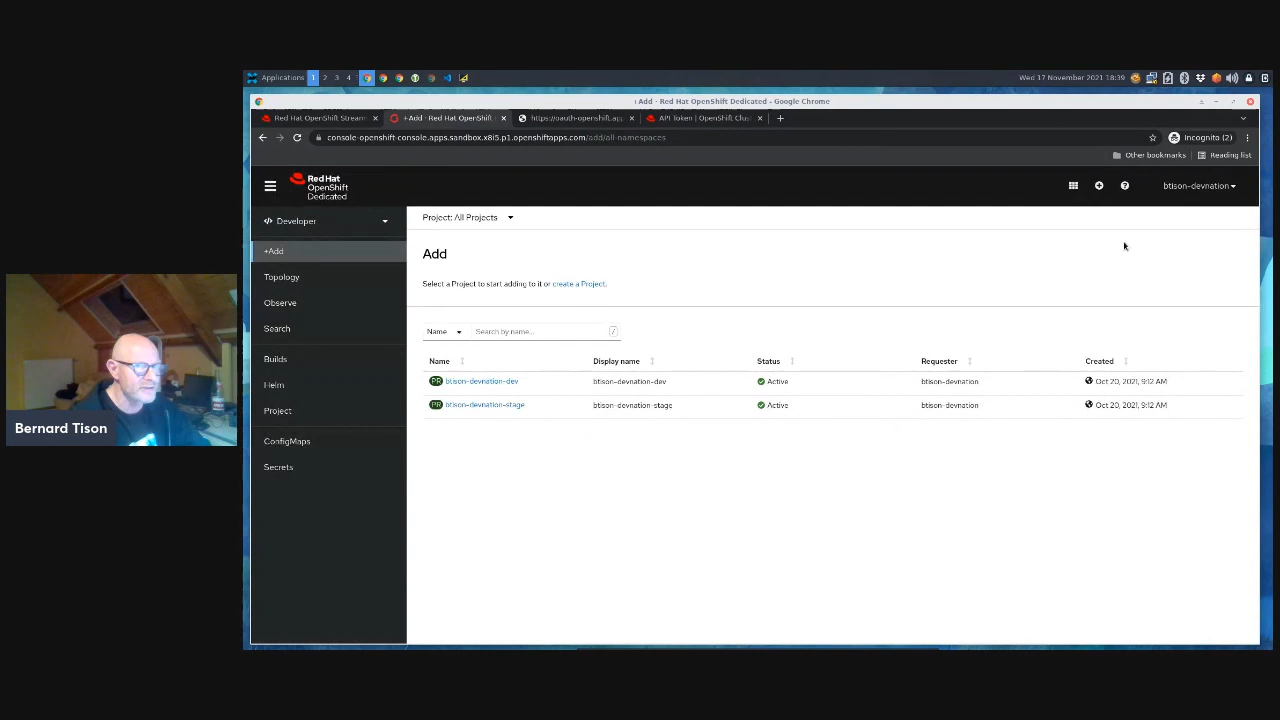 Applications 1 2 3 4
Wed 17 November 2021 18:39
+Add · Red Hat OpenShift Dedicated - Google Chrome
Red Hat OpenShift Stream
+Add · Red Hat OpenShift
https://oauth-openshift.ap
API Token | OpenShift Clus
console-openshift-console.apps.sandbox.x8i5.p1.openshiftapps.com/add/all-namespaces
Incognito (2)
Other bookmarks
Reading list
Red Hat
OpenShift
Dedicated
btison-devnation
Developer
Project: All Projects
+Add
Topology
Observe
Search
Builds
Helm
Project
ConfigMaps
Secrets
Add
Select a Project to start adding to it or create a Project.
Name
Search by name...
/
Name Display name Status Requester Created
PR btison-devnation-dev btison-devnation-dev Active btison-devnation Oct 20, 2021, 9:12 AM
PR btison-devnation-stage btison-devnation-stage Active btison-devnation Oct 20, 2021, 9:12 AM
Bernard Tison